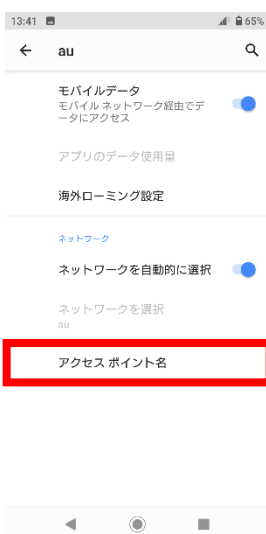 13:41 65%
au
モバイルデータ
モバイル ネットワーク経由でデ
ータにアクセス
アプリのデータ使用量
海外ローミング設定
ネットワーク
ネットワークを自動的に選択
ネットワークを選択
au
アクセス ポイント名